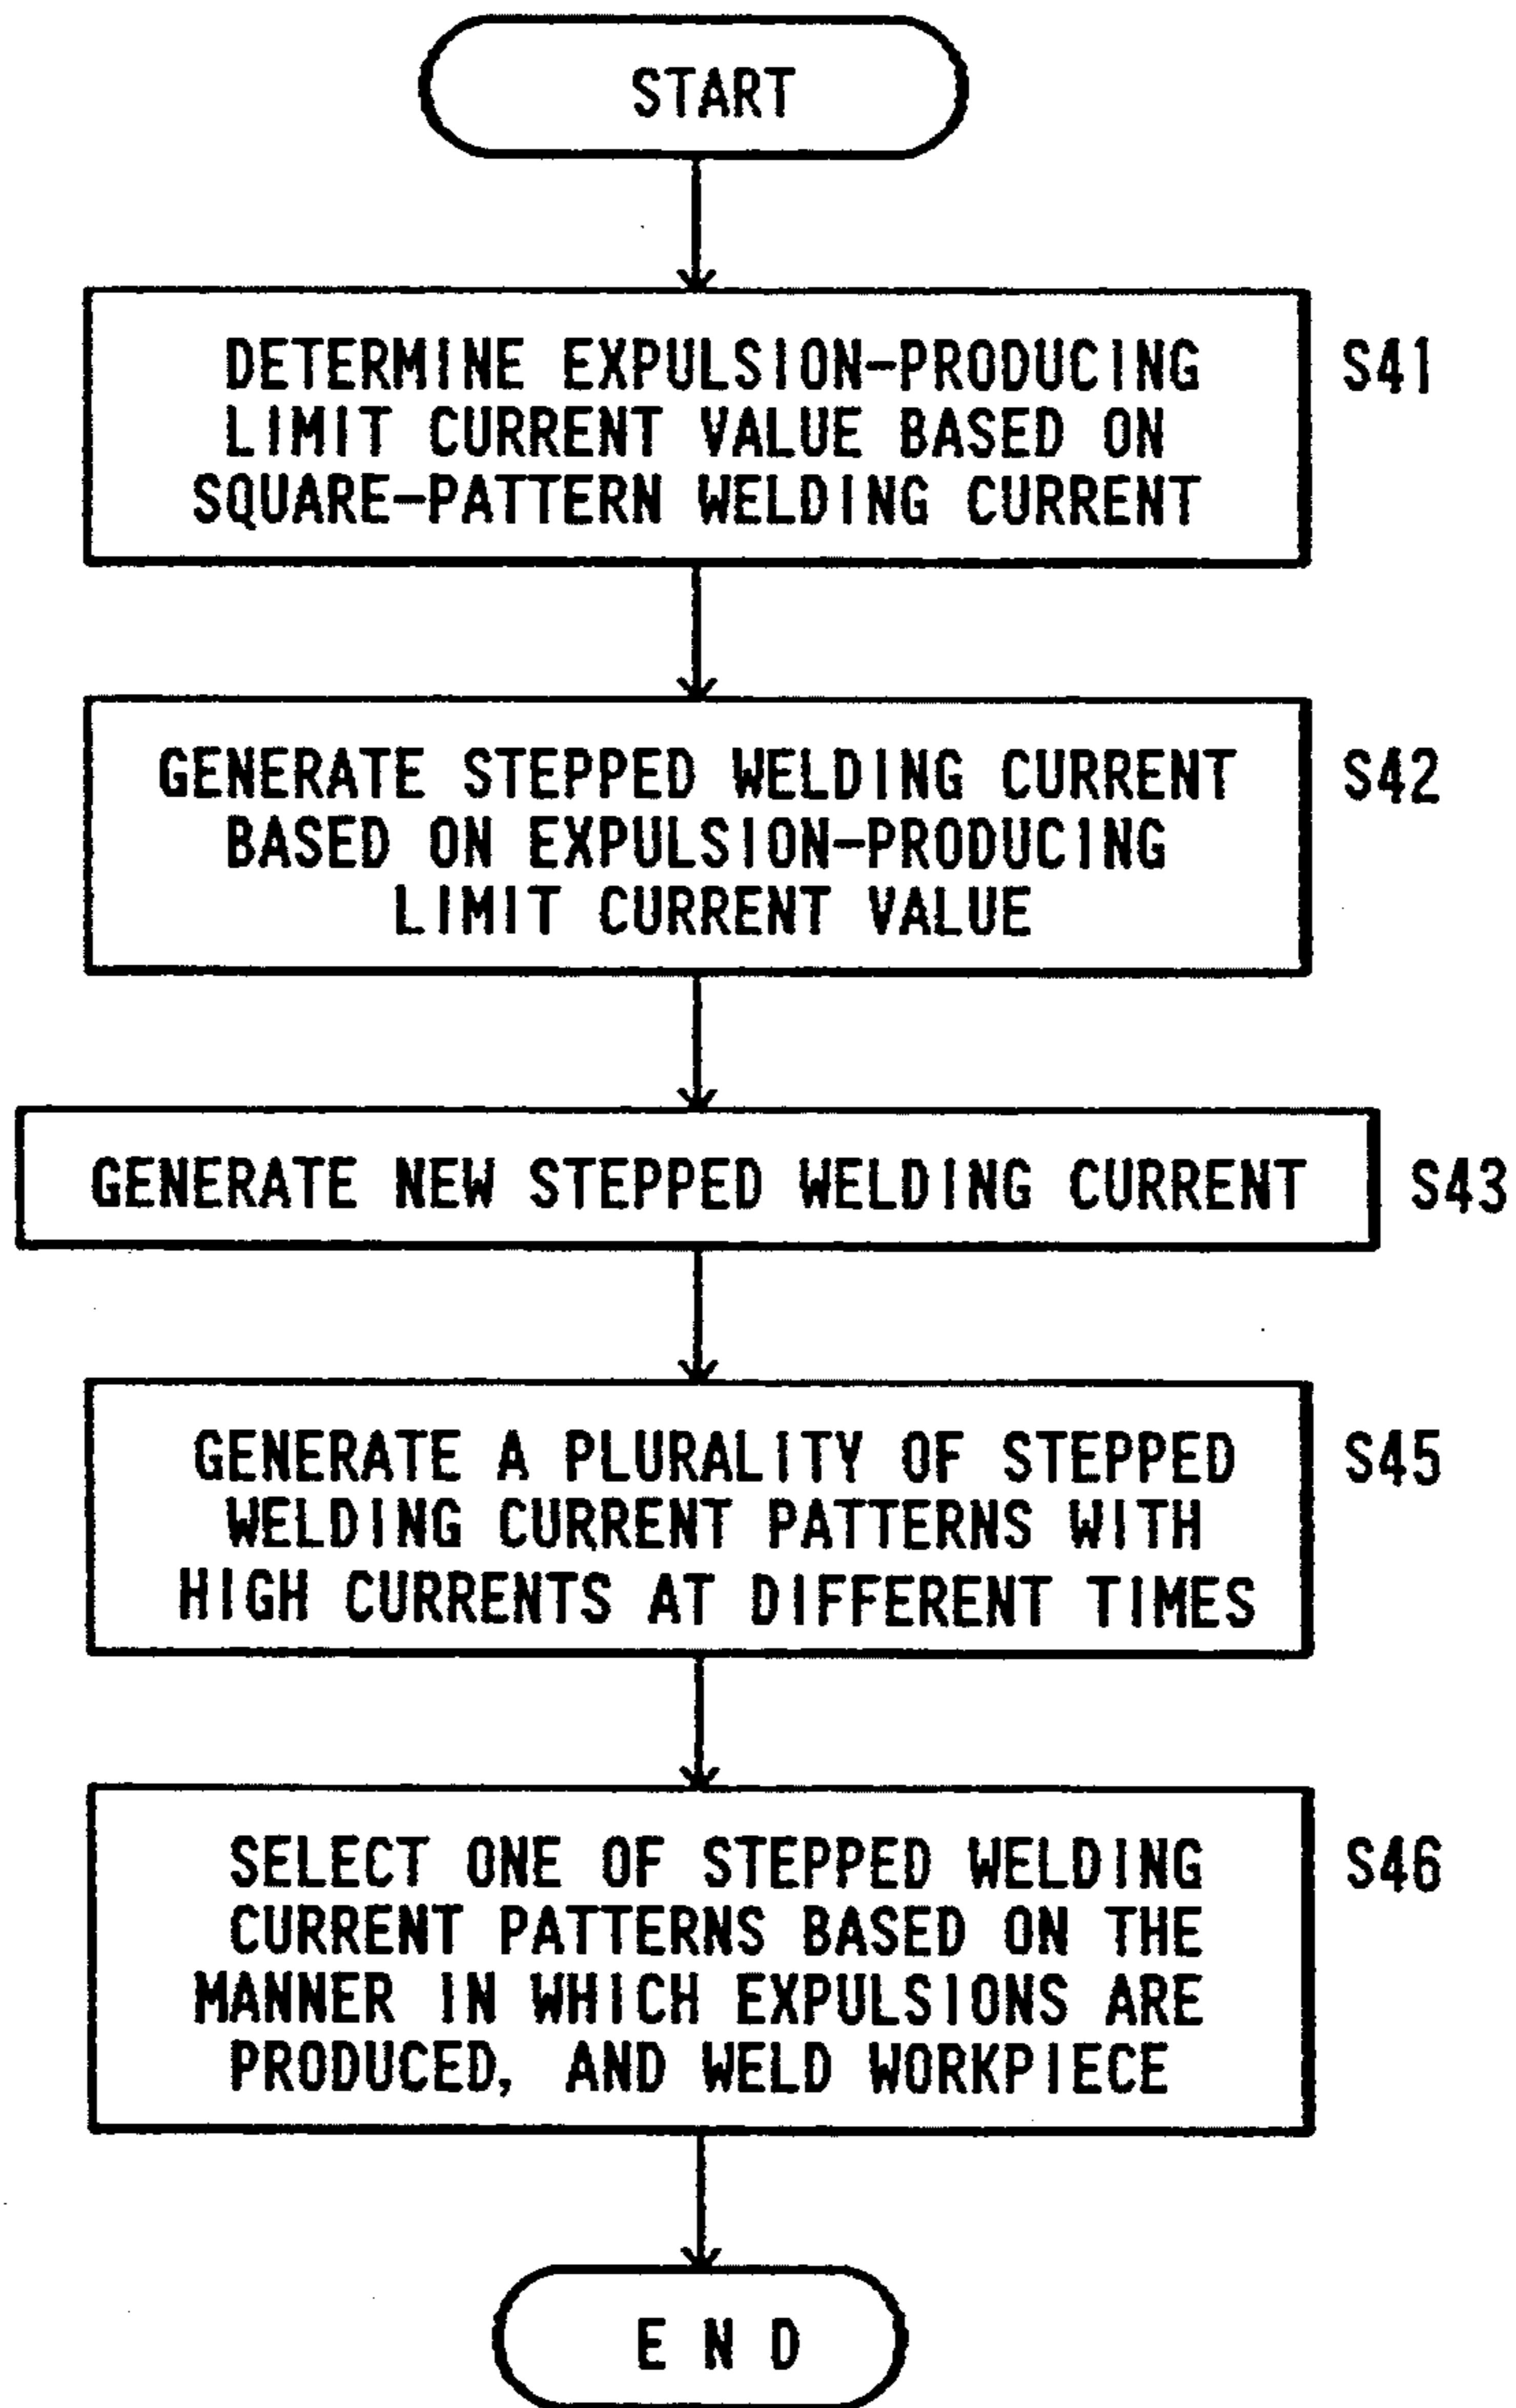 START
DETERMINE EXPULSION-PRODUCING
LIMIT CURRENT VALUE BASED ON
SQUARE-PATTERN WELDING CURRENT
S41
GENERATE STEPPED WELDING CURRENT
BASED ON EXPULSION-PRODUCING
LIMIT CURRENT VALUE
S42
GENERATE NEW STEPPED WELDING CURRENT
S43
GENERATE A PLURALITY OF STEPPED
WELDING CURRENT PATTERNS WITH
HIGH CURRENTS AT DIFFERENT TIMES
S45
SELECT ONE OF STEPPED WELDING
CURRENT PATTERNS BASED ON THE
MANNER IN WHICH EXPULSIONS ARE
PRODUCED, AND WELD WORKPIECE
S46
END